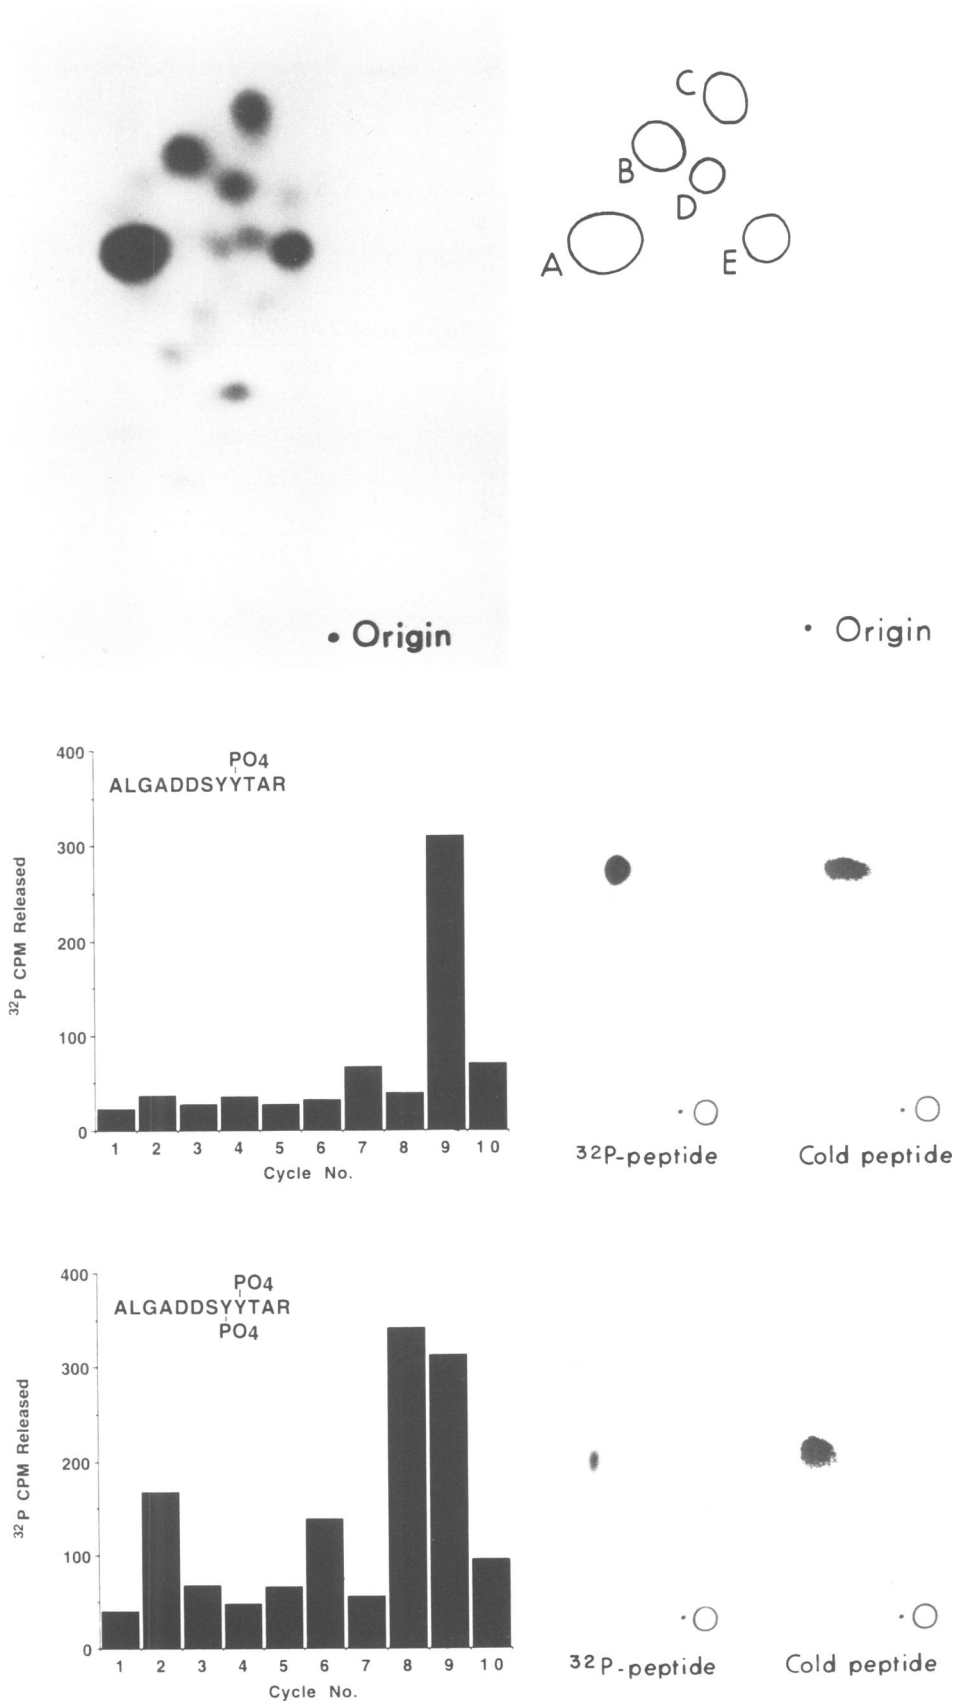 C
B
D
A
E
• Origin
• Origin
400
300
200
100
0
32P CPM Released
PO4
ALGADDSYYTAR
1 2 3 4 5 6 7 8 9 10
Cycle No.
32P-peptide
Cold peptide
400
300
200
100
0
32P CPM Released
PO4
ALGADDSYYTAR
PO4
1 2 3 4 5 6 7 8 9 10
Cycle No.
32P-peptide
Cold peptide